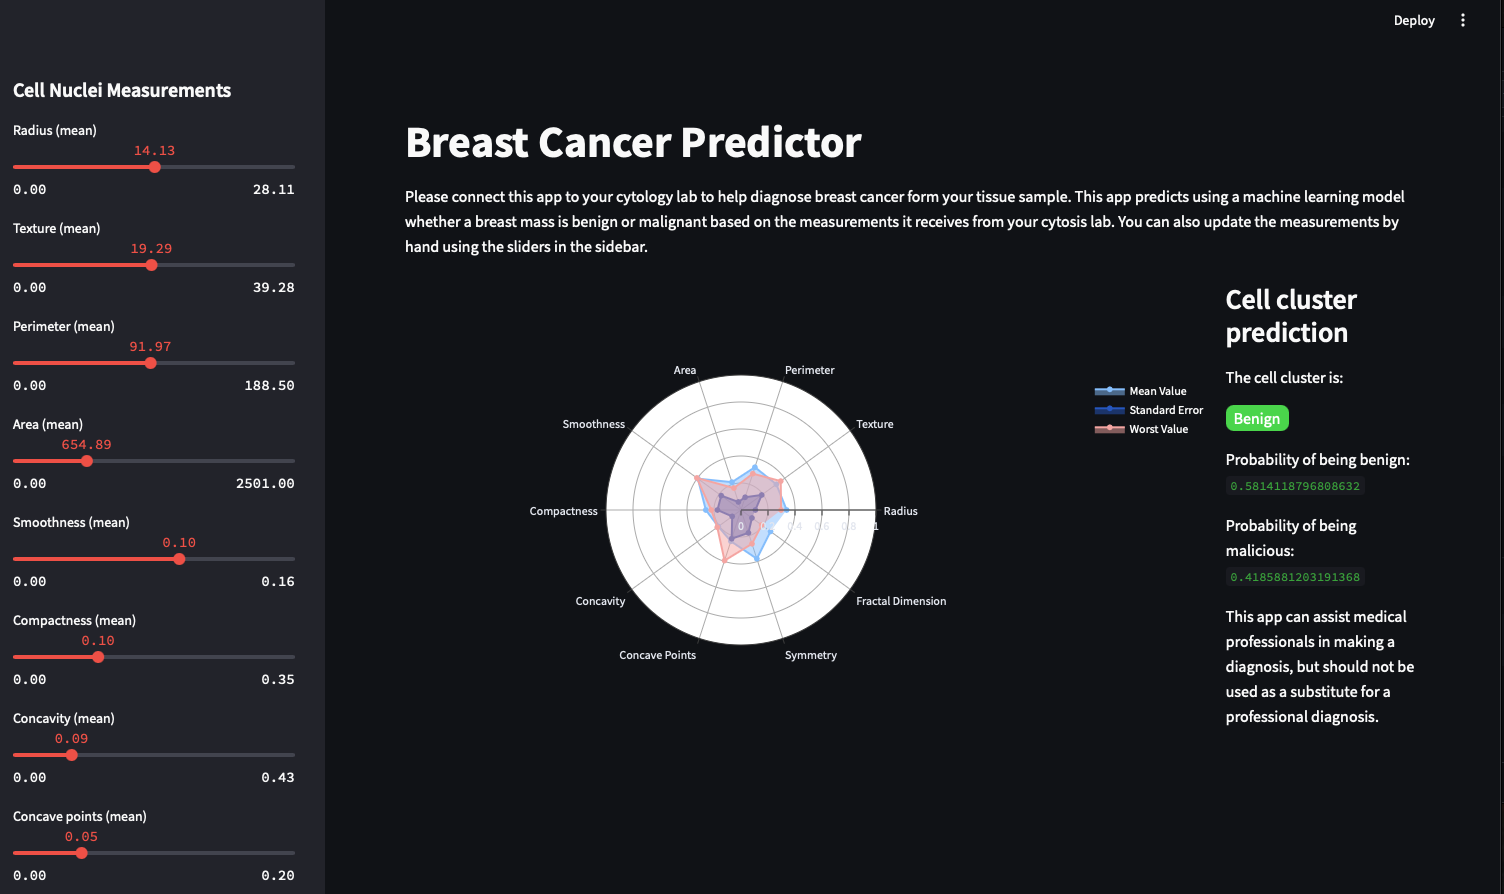 Deploy
Cell Nuclei Measurements
Radius (mean)
14.13
0.00 28.11
Texture (mean)
19.29
0.00 39.28
Perimeter (mean)
91.97
0.00 188.50
Area (mean)
654.89
0.00 2501.00
Smoothness (mean)
0.10
0.00 0.16
Compactness (mean)
0.10
0.00 0.35
Concavity (mean)
0.09
0.00 0.43
Concave points (mean)
0.05
0.00 0.20
Breast Cancer Predictor
Please connect this app to your cytology lab to help diagnose breast cancer form your tissue sample. This app predicts using a machine learning model
whether a breast mass is benign or malignant based on the measurements it receives from your cytosis lab. You can also update the measurements by
hand using the sliders in the sidebar.
Area Perimeter
Smoothness Texture
Compactness Radius
0 0.4 0.6 0.8 1
Concavity Fractal Dimension
Concave Points Symmetry
Mean Value
Standard Error
Worst Value
Cell cluster
prediction
The cell cluster is:
Benign
Probability of being benign:
0.5814118796808632
Probability of being
malicious:
0.4185881203191368
This app can assist medical
professionals in making a
diagnosis, but should not be
used as a substitute for a
professional diagnosis.